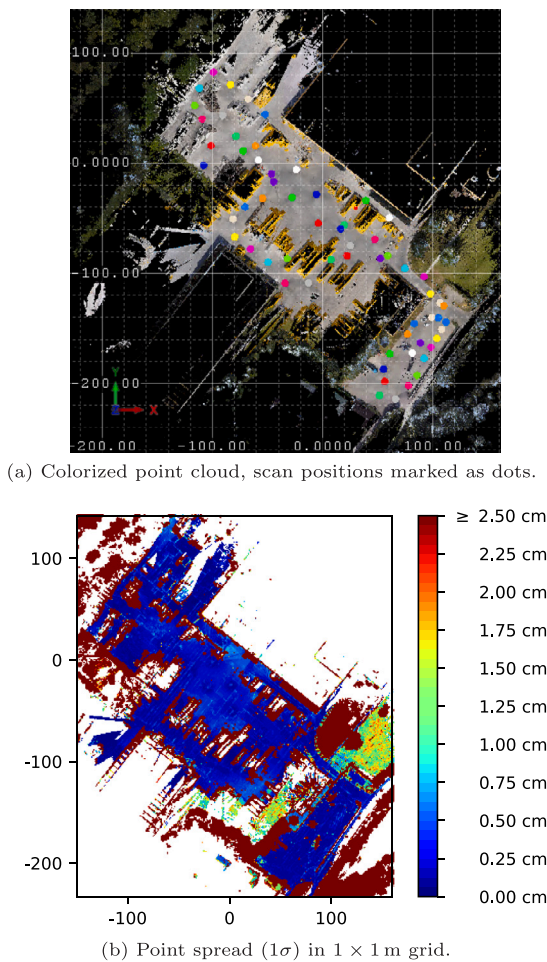 100.00
0.0000
-100.00
-200.00
Y
X
-200.00 -100.00 0.0000 100.00
(a) Colorized point cloud, scan positions marked as dots.
≥ 2.50 cm
2.25 cm
2.00 cm
1.75 cm
1.50 cm
1.25 cm
1.00 cm
0.75 cm
0.50 cm
0.25 cm
0.00 cm
100
0
-100
-200
-100 0 100
(b) Point spread (1σ) in 1 × 1 m grid.